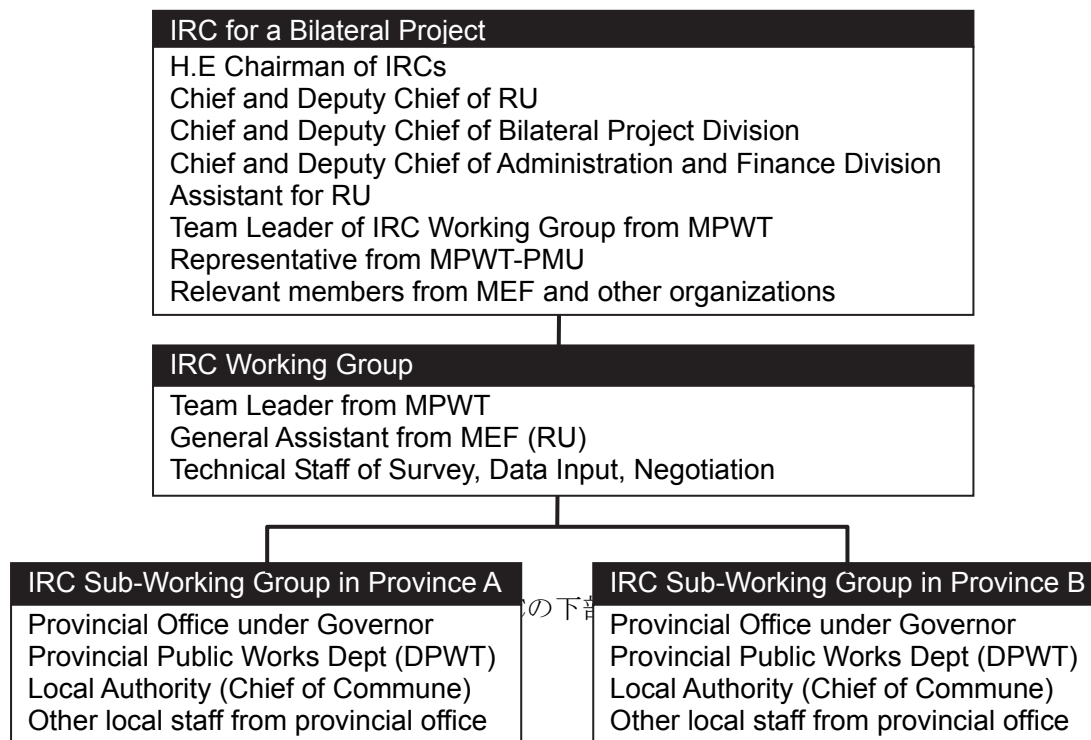 IRC for a Bilateral Project
H.E Chairman of IRCs
Chief and Deputy Chief of RU
Chief and Deputy Chief of Bilateral Project Division
Chief and Deputy Chief of Administration and Finance Division
Assistant for RU
Team Leader of IRC Working Group from MPWT
Representative from MPWT-PMU
Relevant members from MEF and other organizations
IRC Working Group
Team Leader from MPWT
General Assistant from MEF (RU)
Technical Staff of Survey, Data Input, Negotiation
IRC Sub-Working Group in Province A
Provincial Office under Governor
Provincial Public Works Dept (DPWT)
Local Authority (Chief of Commune)
Other local staff from provincial office
の下部
IRC Sub-Working Group in Province B
Provincial Office under Governor
Provincial Public Works Dept (DPWT)
Local Authority (Chief of Commune)
Other local staff from provincial office